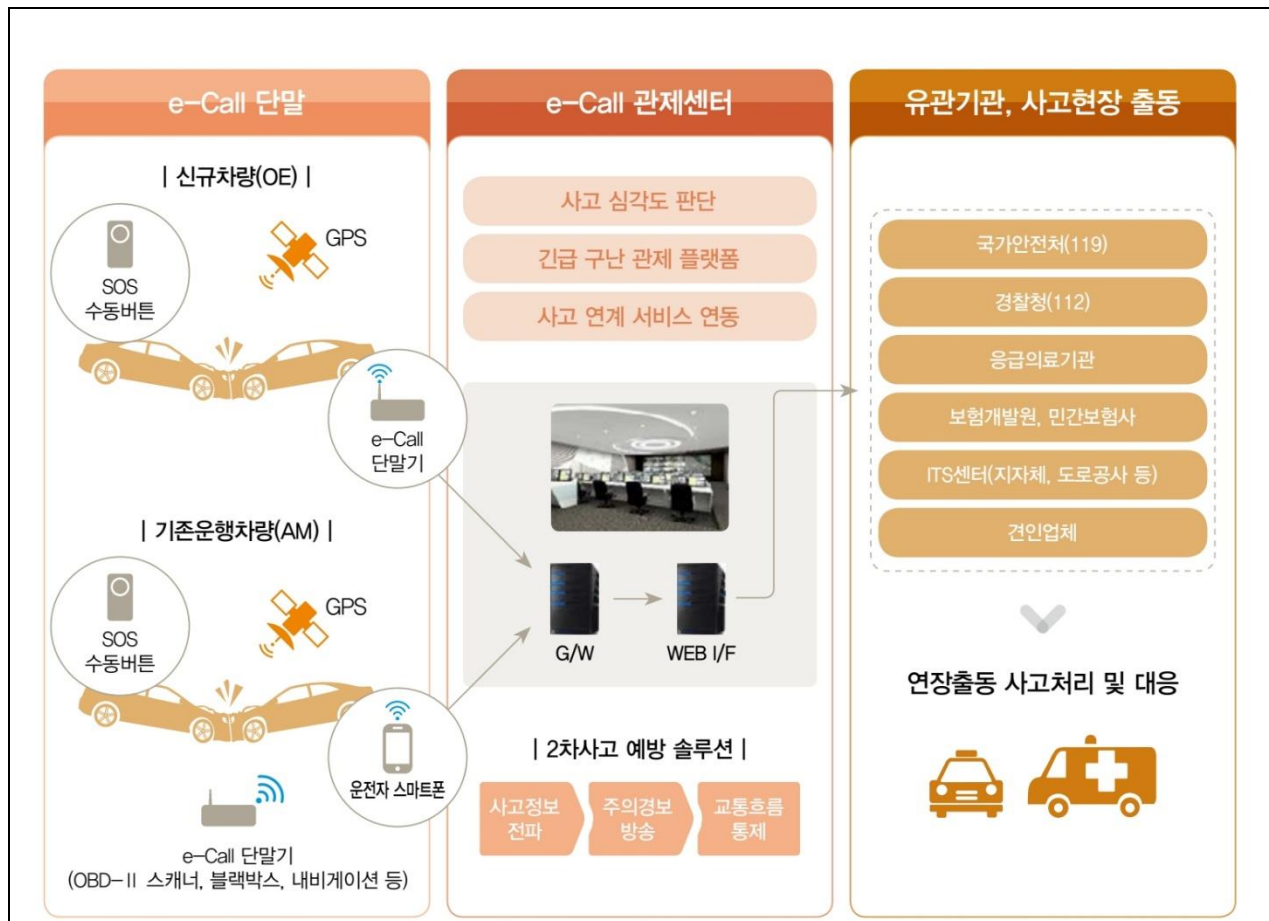 e-Call 단말
| 신규차량(OE) |
SOS
수동버튼
GPS
e-Call
단말기
| 기존운행차량(AM) |
SOS
수동버튼
GPS
운전자 스마트폰
e-Call 단말기
(OBD-II 스캐너, 블랙박스, 내비게이션 등)
e-Call 관제센터
사고 심각도 판단
긴급 구난 관제 플랫폼
사고 연계 서비스 연동
G/W
WEB I/F
| 2차사고 예방 솔루션 |
사고정보
전파
주의경보
방송
교통흐름
통제
유관기관, 사고현장 출동
국가안전처(119)
경찰청(112)
응급의료기관
보험개발원, 민간보험사
ITS센터(지자체, 도로공사 등)
견인업체
연장출동 사고처리 및 대응